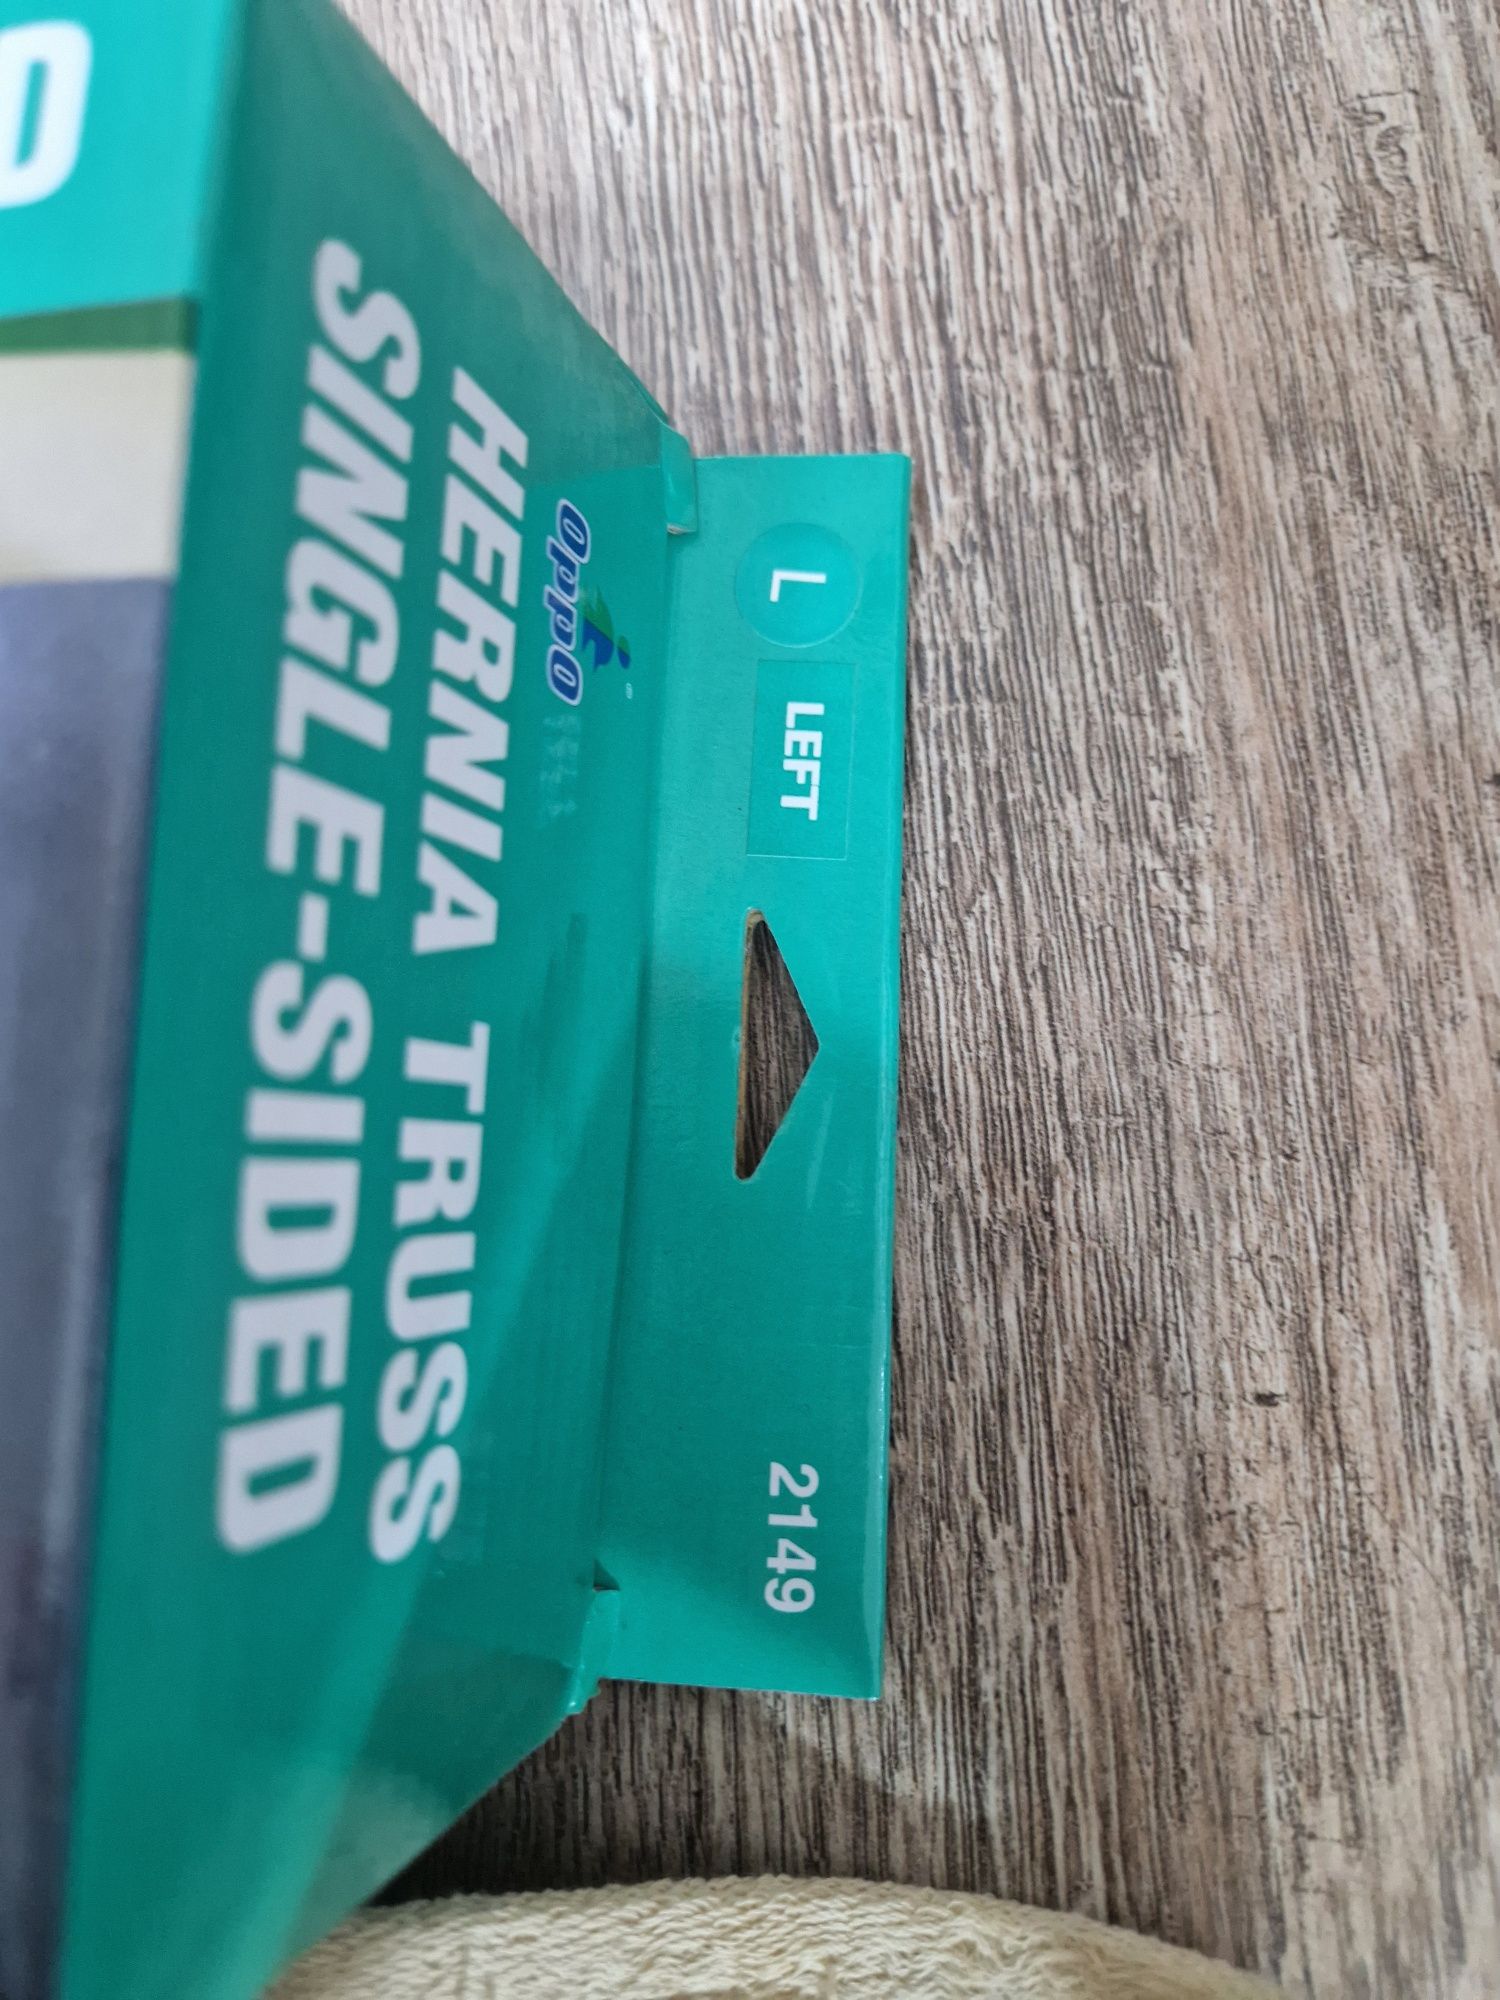 L
LEFT
2149
oppo
HERNIA TRUSS
SINGLE-SIDED